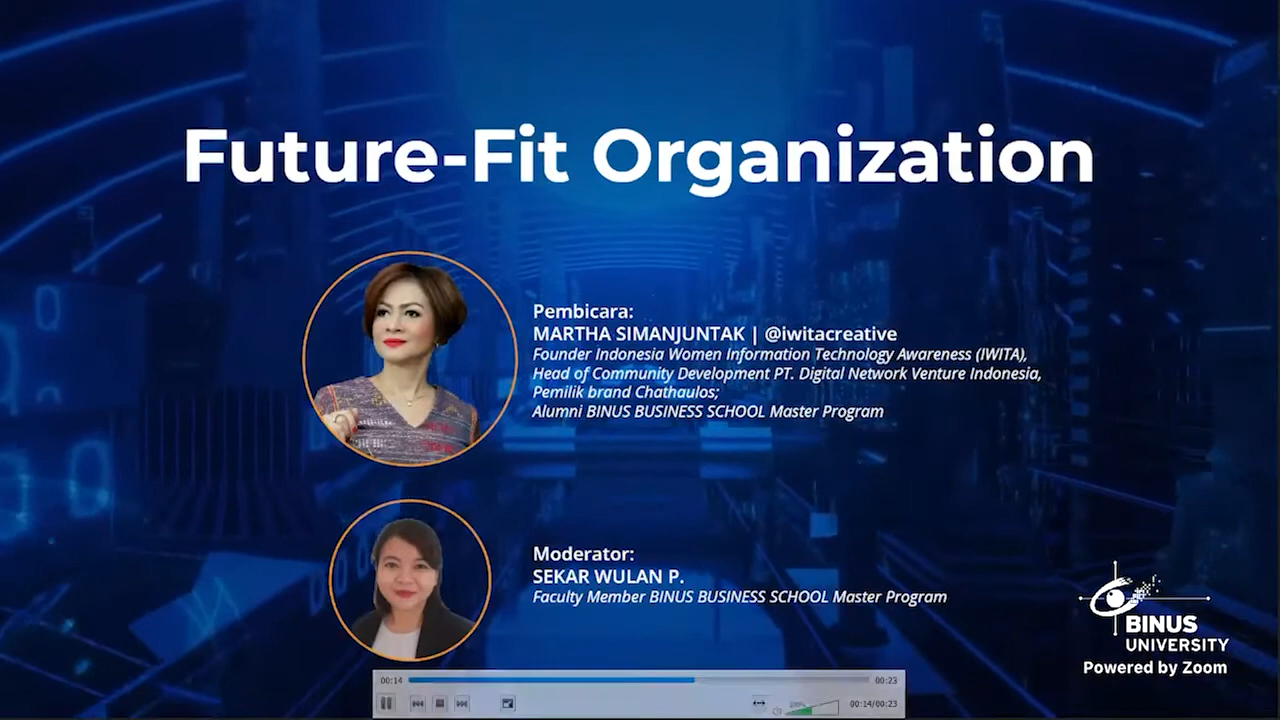 Future-Fit Organization
Pembicara:
MARTHA SIMANJUNTAK | @iwitacreative
Founder Indonesia Women Information Technology Awareness (IWITA),
Head of Community Development PT. Digital Network Venture Indonesia,
Pemilik brand Chathaulos;
Alumni BINUS BUSINESS SCHOOL Master Program
Moderator:
SEKAR WULAN P.
Faculty Member BINUS BUSINESS SCHOOL Master Program
BINUS
UNIVERSITY
Powered by Zoom
00:14
00:23
00:14/00:23